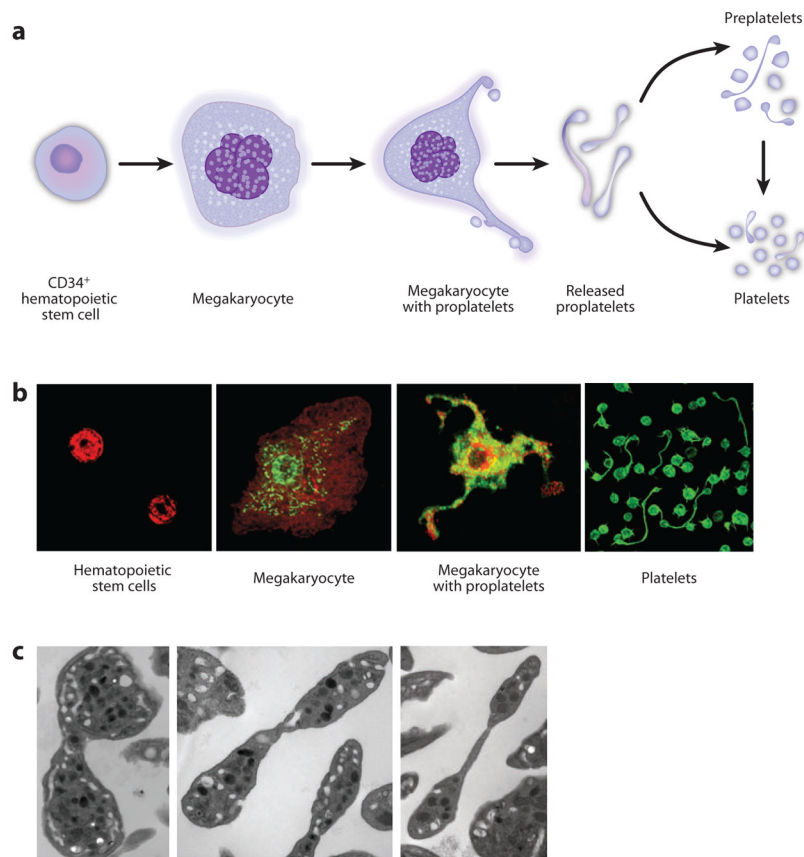 a
Preplatelets
CD34⁺
hematopoietic
stem cell
Megakaryocyte
Megakaryocyte
with proplatelets
Released
proplatelets
Platelets
b
Hematopoietic
stem cells
Megakaryocyte
Megakaryocyte
with proplatelets
Platelets
c